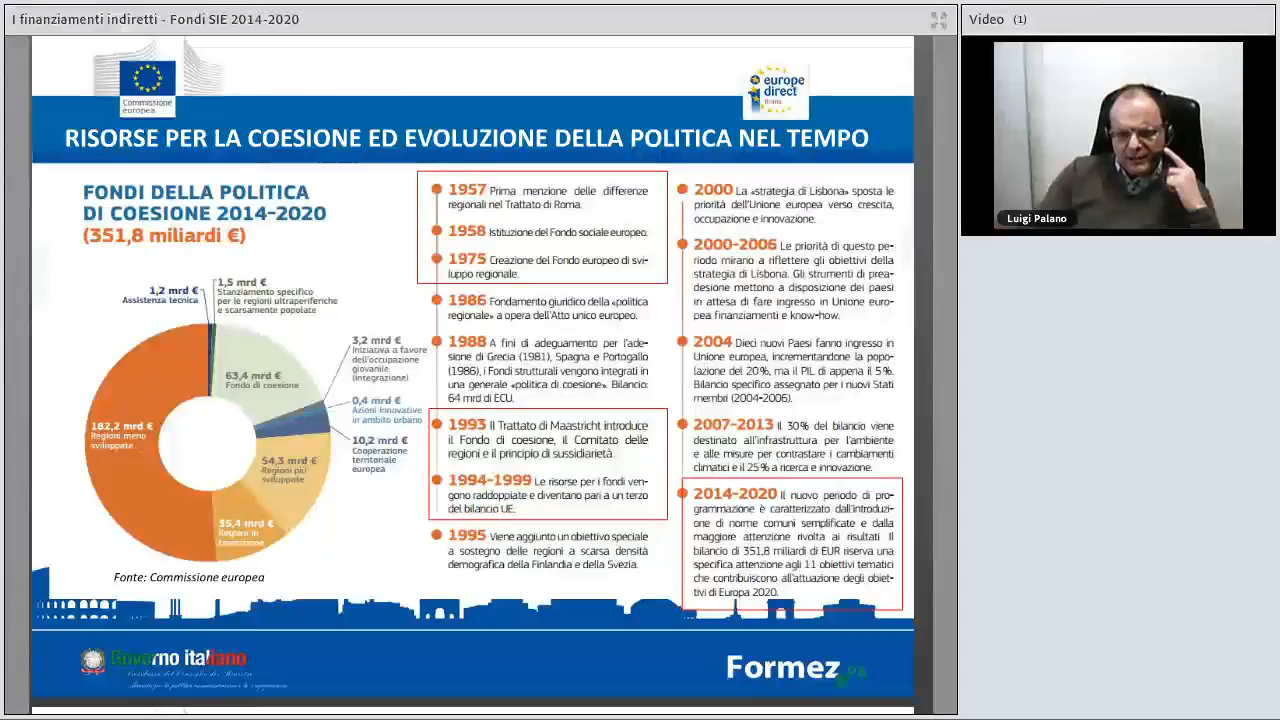 I finanziamenti indiretti - Fondi SIE 2014-2020
Video (1)
Luigi Palano
Commissione
europea
europe
direct
Roma
RISORSE PER LA COESIONE ED EVOLUZIONE DELLA POLITICA NEL TEMPO
FONDI DELLA POLITICA
DI COESIONE 2014-2020
(351,8 miliardi €)
1,2 mrd €
Assistenza tecnica
1,5 mrd €
Stanziamento specifico
per le regioni ultraperiferiche
e scarsamente popolate
3,2 mrd €
Iniziativa a favore
dell'occupazione
giovanile
(integrazione)
63,4 mrd €
Fondo di coesione
0,4 mrd €
Azioni innovative
in ambito urbano
182,2 mrd €
Regioni meno
sviluppate
10,2 mrd €
Cooperazione
territoriale
europea
54,3 mrd €
Regioni più
sviluppate
35,4 mrd €
Regioni in
transizione
Fonte: Commissione europea
1957 Prima menzione delle differenze
regionali nel Trattato di Roma.
1958 Istituzione del Fondo sociale europeo.
1975 Creazione del Fondo europeo di svi-
luppo regionale.
1986 Fondamento giuridico della «politica
regionale» a opera dell'Atto unico europeo.
1988 A fini di adeguamento per l'ade-
sione di Grecia (1981), Spagna e Portogallo
(1986), i Fondi strutturali vengono integrati in
una generale «politica di coesione». Bilancio:
64 mrd di ECU.
1993 Il Trattato di Maastricht introduce
il Fondo di coesione, il Comitato delle
regioni e il principio di sussidiarietà.
1994-1999 Le risorse per i fondi ven-
gono raddoppiate e diventano pari a un terzo
del bilancio UE.
1995 Viene aggiunto un obiettivo speciale
a sostegno delle regioni a scarsa densità
demografica della Finlandia e della Svezia.
2000 La «strategia di Lisbona» sposta le
priorità dell'Unione europea verso crescita,
occupazione e innovazione.
2000-2006 Le priorità di questo pe-
riodo mirano a riflettere gli obiettivi della
strategia di Lisbona. Gli strumenti di prea-
desione mettono a disposizione dei paesi
in attesa di fare ingresso in Unione euro-
pea finanziamenti e know-how.
2004 Dieci nuovi Paesi fanno ingresso in
Unione europea, incrementandone la popo-
lazione del 20%, ma il PIL di appena il 5%.
Bilancio specifico assegnato per i nuovi Stati
membri (2004-2006).
2007-2013 Il 30% del bilancio viene
destinato all'infrastruttura per l'ambiente
e alle misure per contrastare i cambiamenti
climatici e il 25% a ricerca e innovazione.
2014-2020 Il nuovo periodo di pro-
grammazione è caratterizzato dall'introduzi-
one di norme comuni semplificate e dalla
maggiore attenzione rivolta ai risultati. Il
bilancio di 351,8 miliardi di EUR riserva una
specifica attenzione agli 11 obiettivi tematici
che contribuiscono all'attuazione degli obiet-
tivi di Europa 2020.
Governo italiano
Formez PA